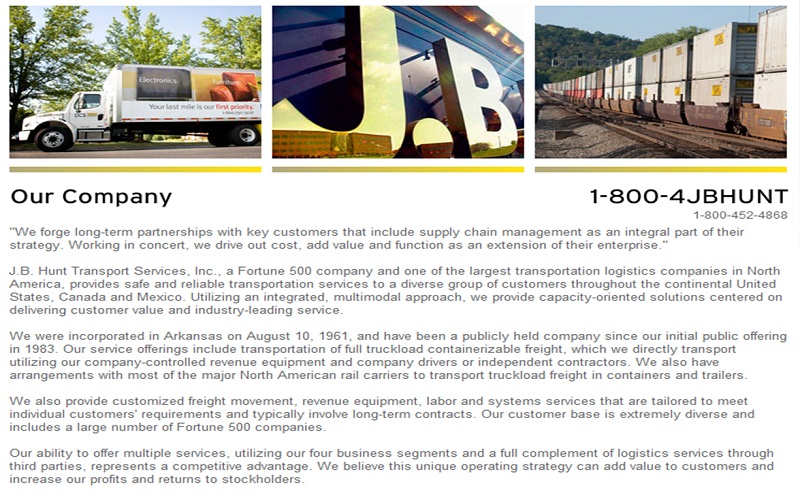 Electronics
Furniture
Your last mile is our first priority.
DCS
J.B
Our Company
1-800-4JBHUNT
1-800-452-4868
"We forge long-term partnerships with key customers that include supply chain management as an integral part of their
strategy. Working in concert, we drive out cost, add value and function as an extension of their enterprise."
J.B. Hunt Transport Services, Inc., a Fortune 500 company and one of the largest transportation logistics companies in North
America, provides safe and reliable transportation services to a diverse group of customers throughout the continental United
States, Canada and Mexico. Utilizing an integrated, multimodal approach, we provide capacity-oriented solutions centered on
delivering customer value and industry-leading service.
We were incorporated in Arkansas on August 10, 1961, and have been a publicly held company since our initial public offering
in 1983. Our service offerings include transportation of full truckload containerizable freight, which we directly transport
utilizing our company-controlled revenue equipment and company drivers or independent contractors. We also have
arrangements with most of the major North American rail carriers to transport truckload freight in containers and trailers.
We also provide customized freight movement, revenue equipment, labor and systems services that are tailored to meet
individual customers' requirements and typically involve long-term contracts. Our customer base is extremely diverse and
includes a large number of Fortune 500 companies.
Our ability to offer multiple services, utilizing our four business segments and a full complement of logistics services through
third parties, represents a competitive advantage. We believe this unique operating strategy can add value to customers and
increase our profits and returns to stockholders.